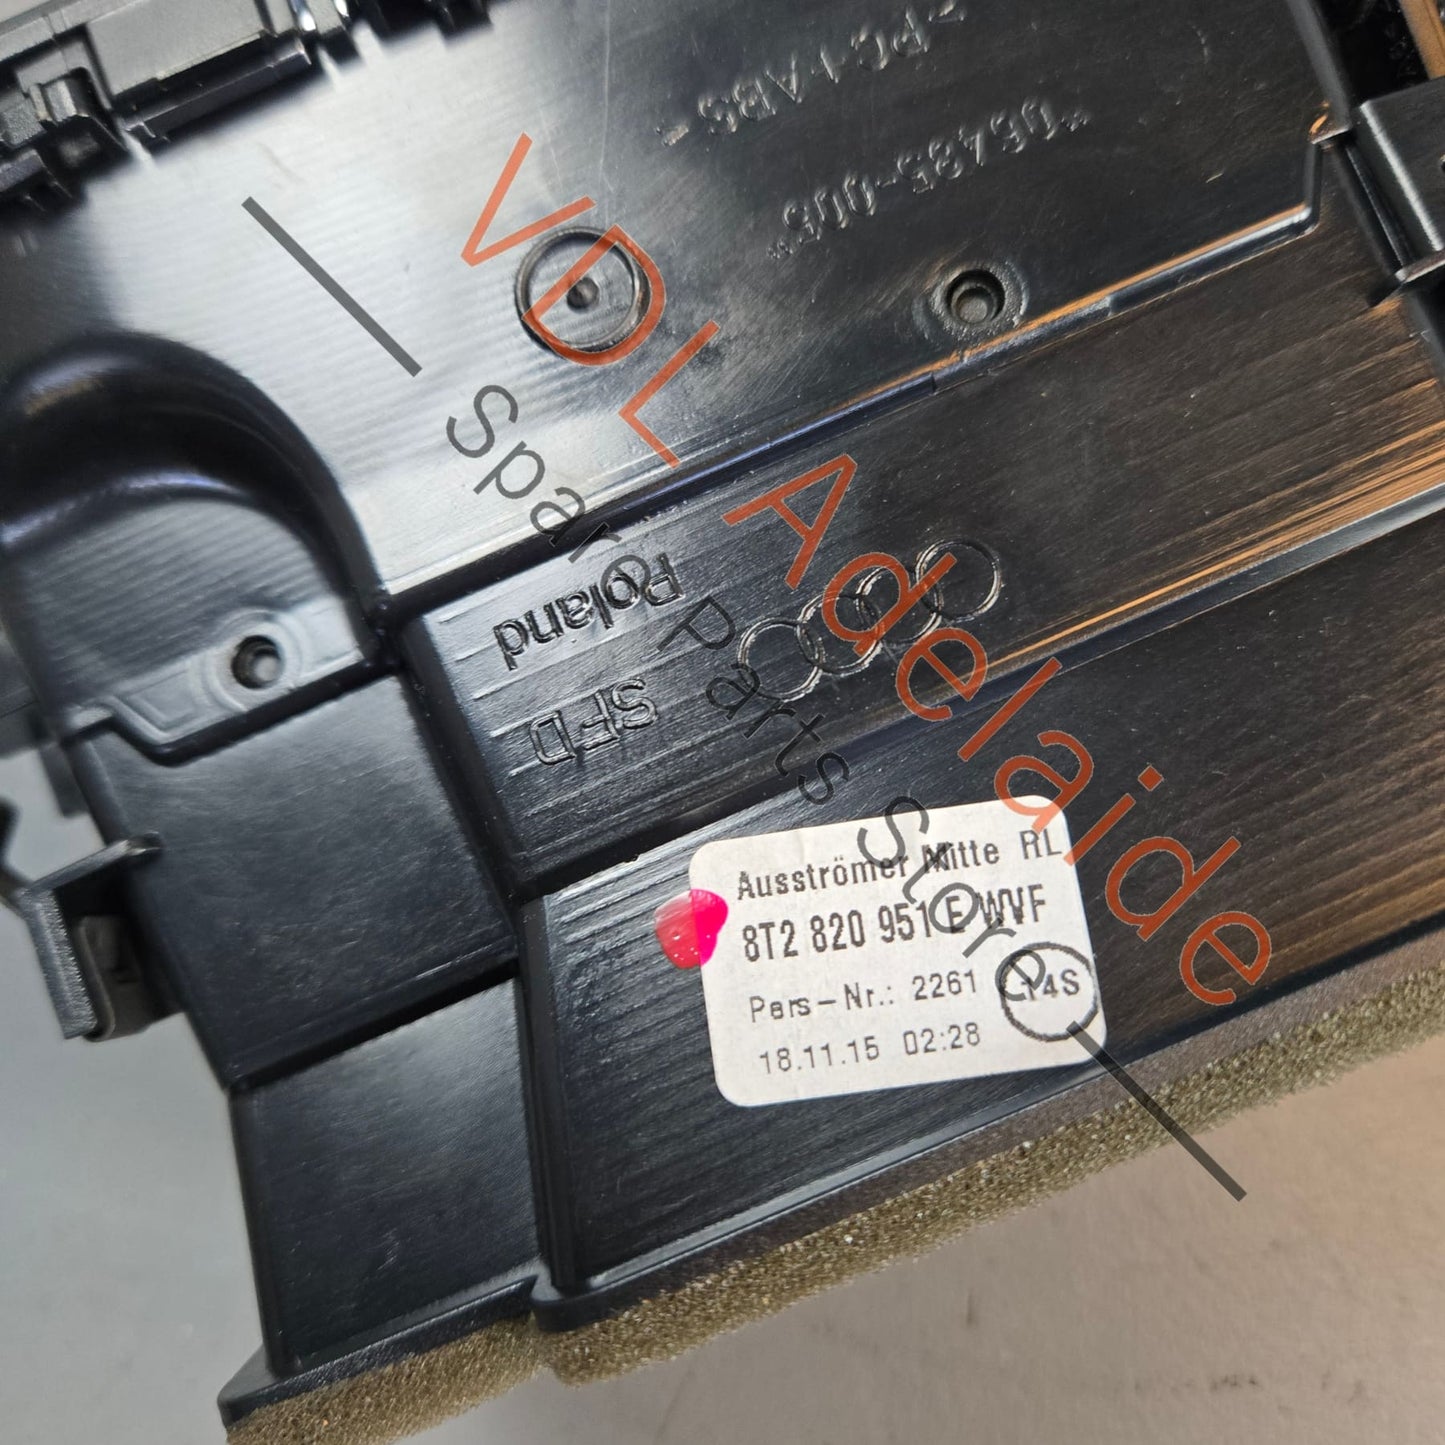 >PC+ABS<
"05485-005"
VDL Adelaide
Spare Parts Store
Poland
SFD
Ausströmer Mitte RL
8T2 820 951 E WVF
Pers-Nr.: 2261 14S
18.11.15 02:28